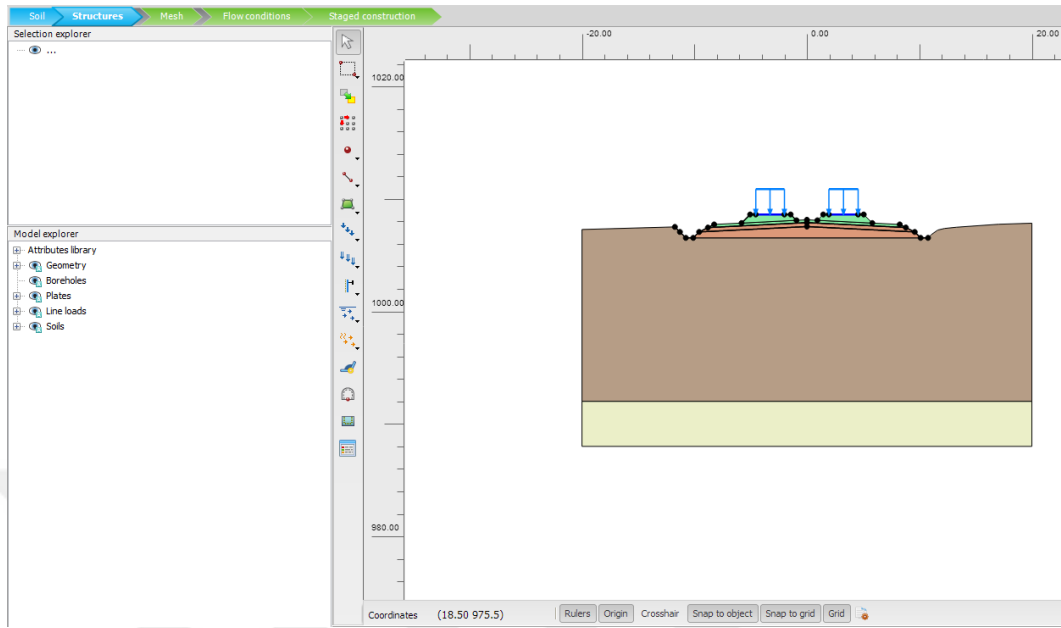 Soil Structures Mesh Flow conditions Staged construction
Selection explorer
...
Model explorer
Attributes library
Geometry
Boreholes
Plates
Line loads
Soils
-20.00 0.00 20.00
1020.00
1000.00
980.00
Coordinates (18.50 975.5) Rulers Origin Crosshair Snap to object Snap to grid Grid